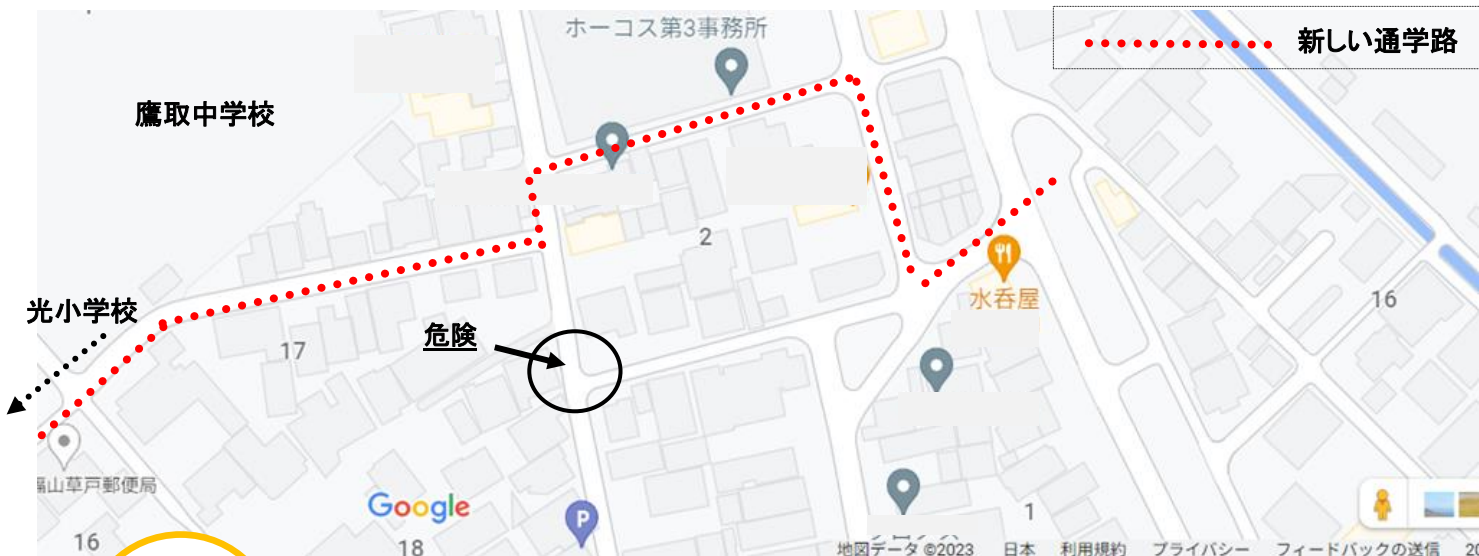 ホーコス第3事務所
新しい通学路
鷹取中学校
2
光小学校
危険
水呑屋
16
17
福山草戸郵便局
Google
P
1
16
18
地図データ ©2023 日本 利用規約 プライバシー フィードバックの送信 20